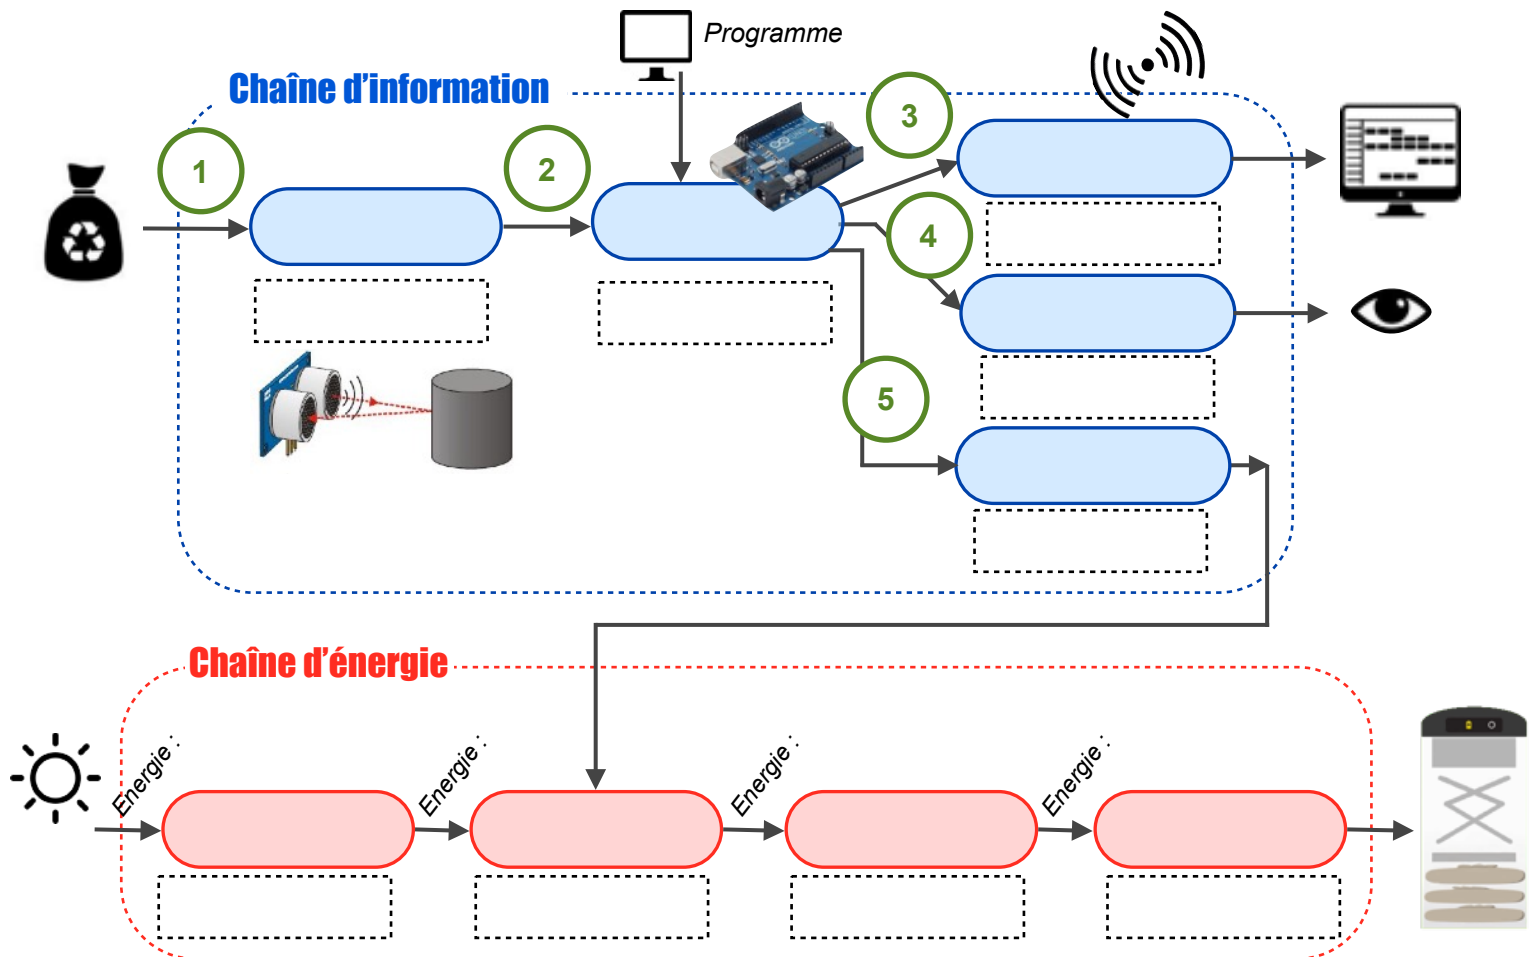 Programme
Chaîne d’information
1
2
3
4
5
Chaîne d’énergie
Energie :
Energie :
Energie :
Energie :